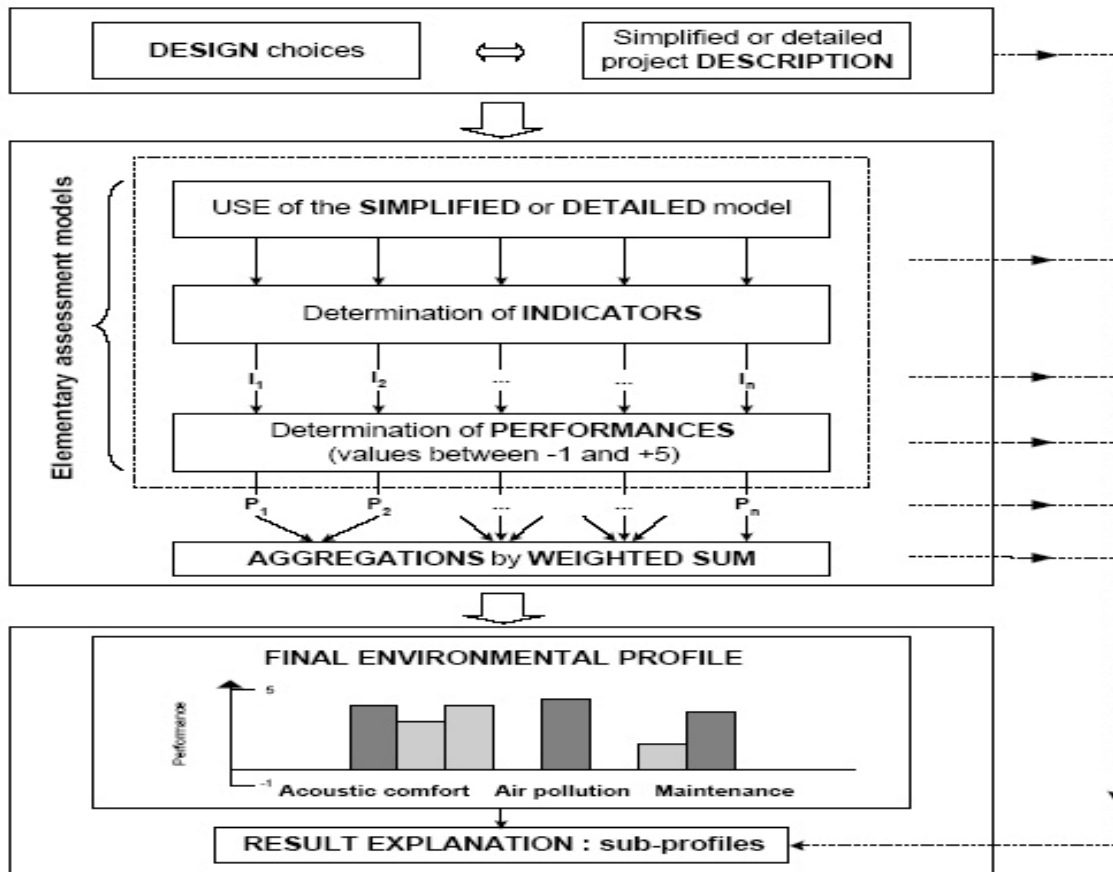 DESIGN choices
Simplified or detailed
project DESCRIPTION
Elementary assessment models
USE of the SIMPLIFIED or DETAILED model
Determination of INDICATORS
I1 I2 ... ... In
Determination of PERFORMANCES
(values between -1 and +5)
P1 P2 ... ... Pn
AGGREGATIONS by WEIGHTED SUM
FINAL ENVIRONMENTAL PROFILE
Performance
5
-1
Acoustic comfort Air pollution Maintenance
RESULT EXPLANATION : sub-profiles